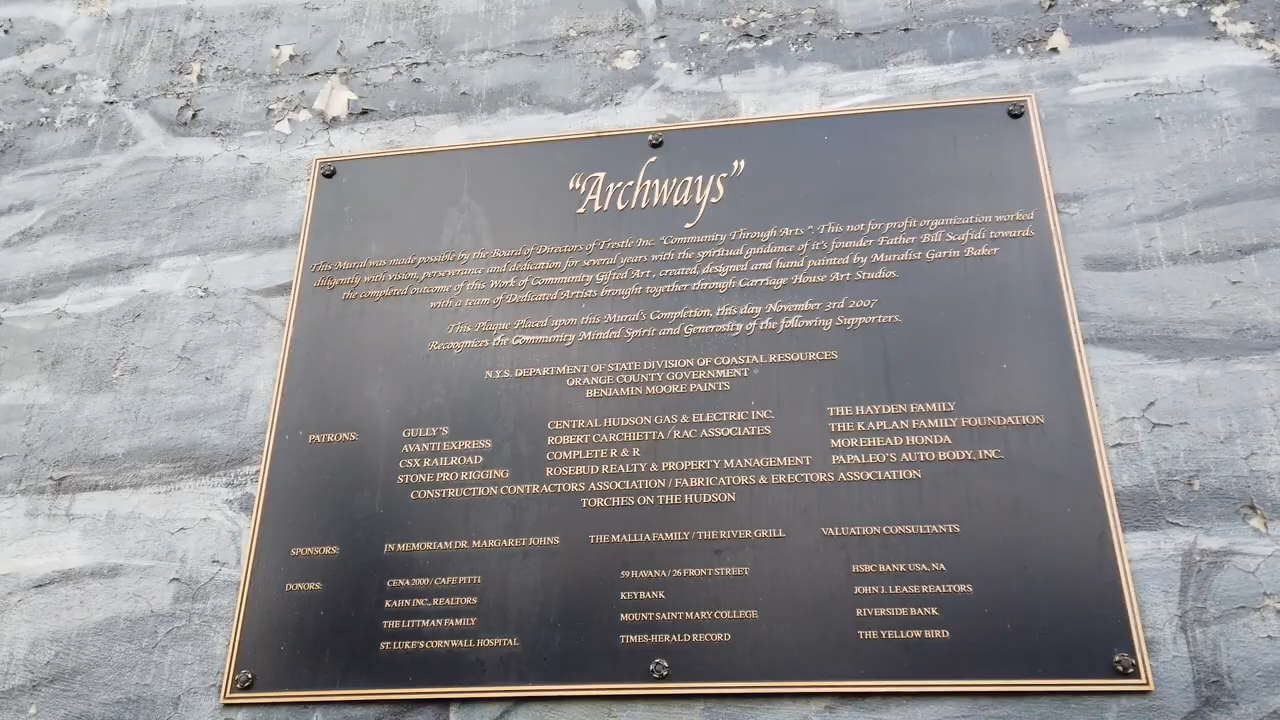 "Archways"
This Mural was made possible by the Board of Directors of Trestle Inc. "Community Through Arts". This not for profit organization worked
diligently with vision, perseverance and dedication for several years with the spiritual guidance of it's founder Father Bill Scafidi towards
the completed outcome of this Work of Community Gifted Art, created, designed and hand painted by Muralist Garin Baker
with a team of Dedicated Artists brought together through Carriage House Art Studios.
This Plaque Placed upon this Mural's Completion, this day November 3rd 2007
Recoognizes the Community Minded Spirit and Generosity of the following Supporters.
N.Y.S. DEPARTMENT OF STATE DIVISION OF COASTAL RESOURCES
ORANGE COUNTY GOVERNMENT
BENJAMIN MOORE PAINTS
PATRONS: GULLY'S CENTRAL HUDSON GAS & ELECTRIC INC. THE HAYDEN FAMILY
AVANTI EXPRESS ROBERT CARCHIETTA / RAC ASSOCIATES THE KAPLAN FAMILY FOUNDATION
CSX RAILROAD COMPLETE R & R MOREHEAD HONDA
STONE PRO RIGGING ROSEBUD REALTY & PROPERTY MANAGEMENT PAPALEO'S AUTO BODY, INC.
CONSTRUCTION CONTRACTORS ASSOCIATION / FABRICATORS & ERECTORS ASSOCIATION
TORCHES ON THE HUDSON
SPONSORS: IN MEMORIAM DR. MARGARET JOHNS THE MALLIA FAMILY / THE RIVER GRILL VALUATION CONSULTANTS
DONORS: CENA 2000 / CAFE PITTI 59 HAVANA / 26 FRONT STREET HSBC BANK USA, NA
KAHN INC., REALTORS KEYBANK JOHN J. LEASE REALTORS
THE LITTMAN FAMILY MOUNT SAINT MARY COLLEGE RIVERSIDE BANK
ST. LUKE'S CORNWALL HOSPITAL TIMES-HERALD RECORD THE YELLOW BIRD